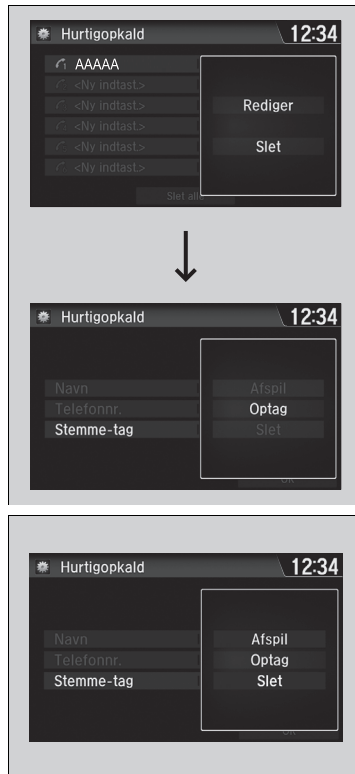 Hurtigopkald 12:34
AAAAA
<Ny indtast.>
<Ny indtast.>
<Ny indtast.>
<Ny indtast.>
<Ny indtast.>
Rediger
Slet
Slet alle
Hurtigopkald 12:34
Navn
Telefonnr.
Stemme-tag
Afspil
Optag
Slet
OK
Hurtigopkald 12:34
Navn
Telefonnr.
Stemme-tag
Afspil
Optag
Slet
OK